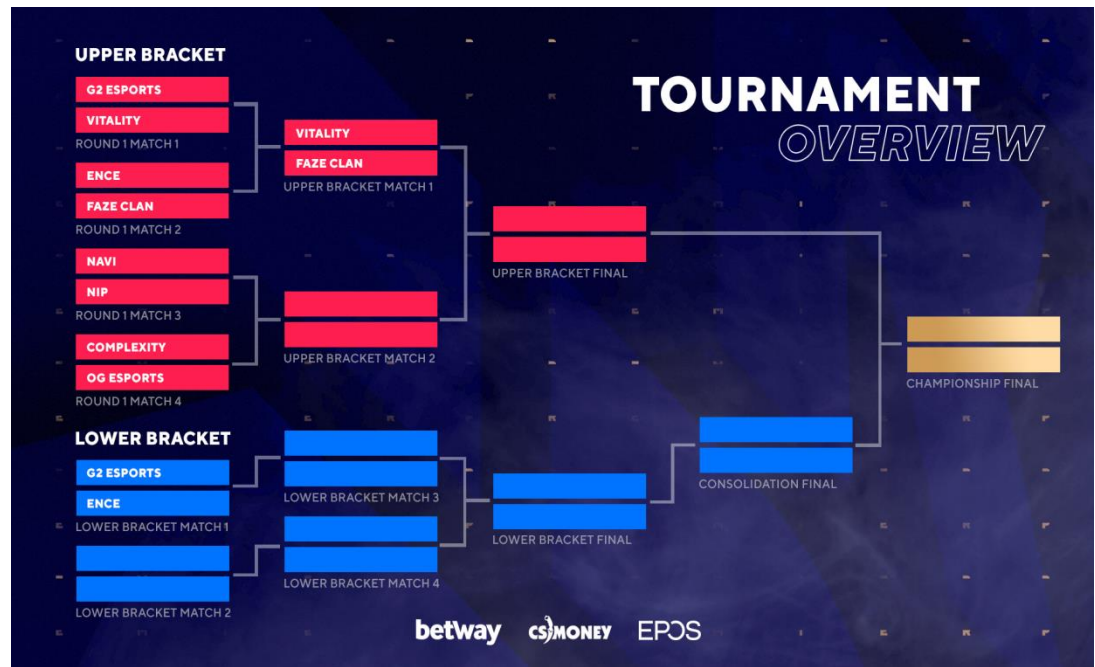 TOURNAMENT
OVERVIEW
UPPER BRACKET
G2 ESPORTS
VITALITY
ROUND 1 MATCH 1
ENCE
FAZE CLAN
ROUND 1 MATCH 2
NAVI
NIP
ROUND 1 MATCH 3
COMPLEXITY
OG ESPORTS
ROUND 1 MATCH 4
VITALITY
FAZE CLAN
UPPER BRACKET MATCH 1
UPPER BRACKET MATCH 2
UPPER BRACKET FINAL
CHAMPIONSHIP FINAL
LOWER BRACKET
G2 ESPORTS
ENCE
LOWER BRACKET MATCH 1
LOWER BRACKET MATCH 2
LOWER BRACKET MATCH 3
LOWER BRACKET MATCH 4
LOWER BRACKET FINAL
CONSOLIDATION FINAL
betway
CS MONEY
EPOS